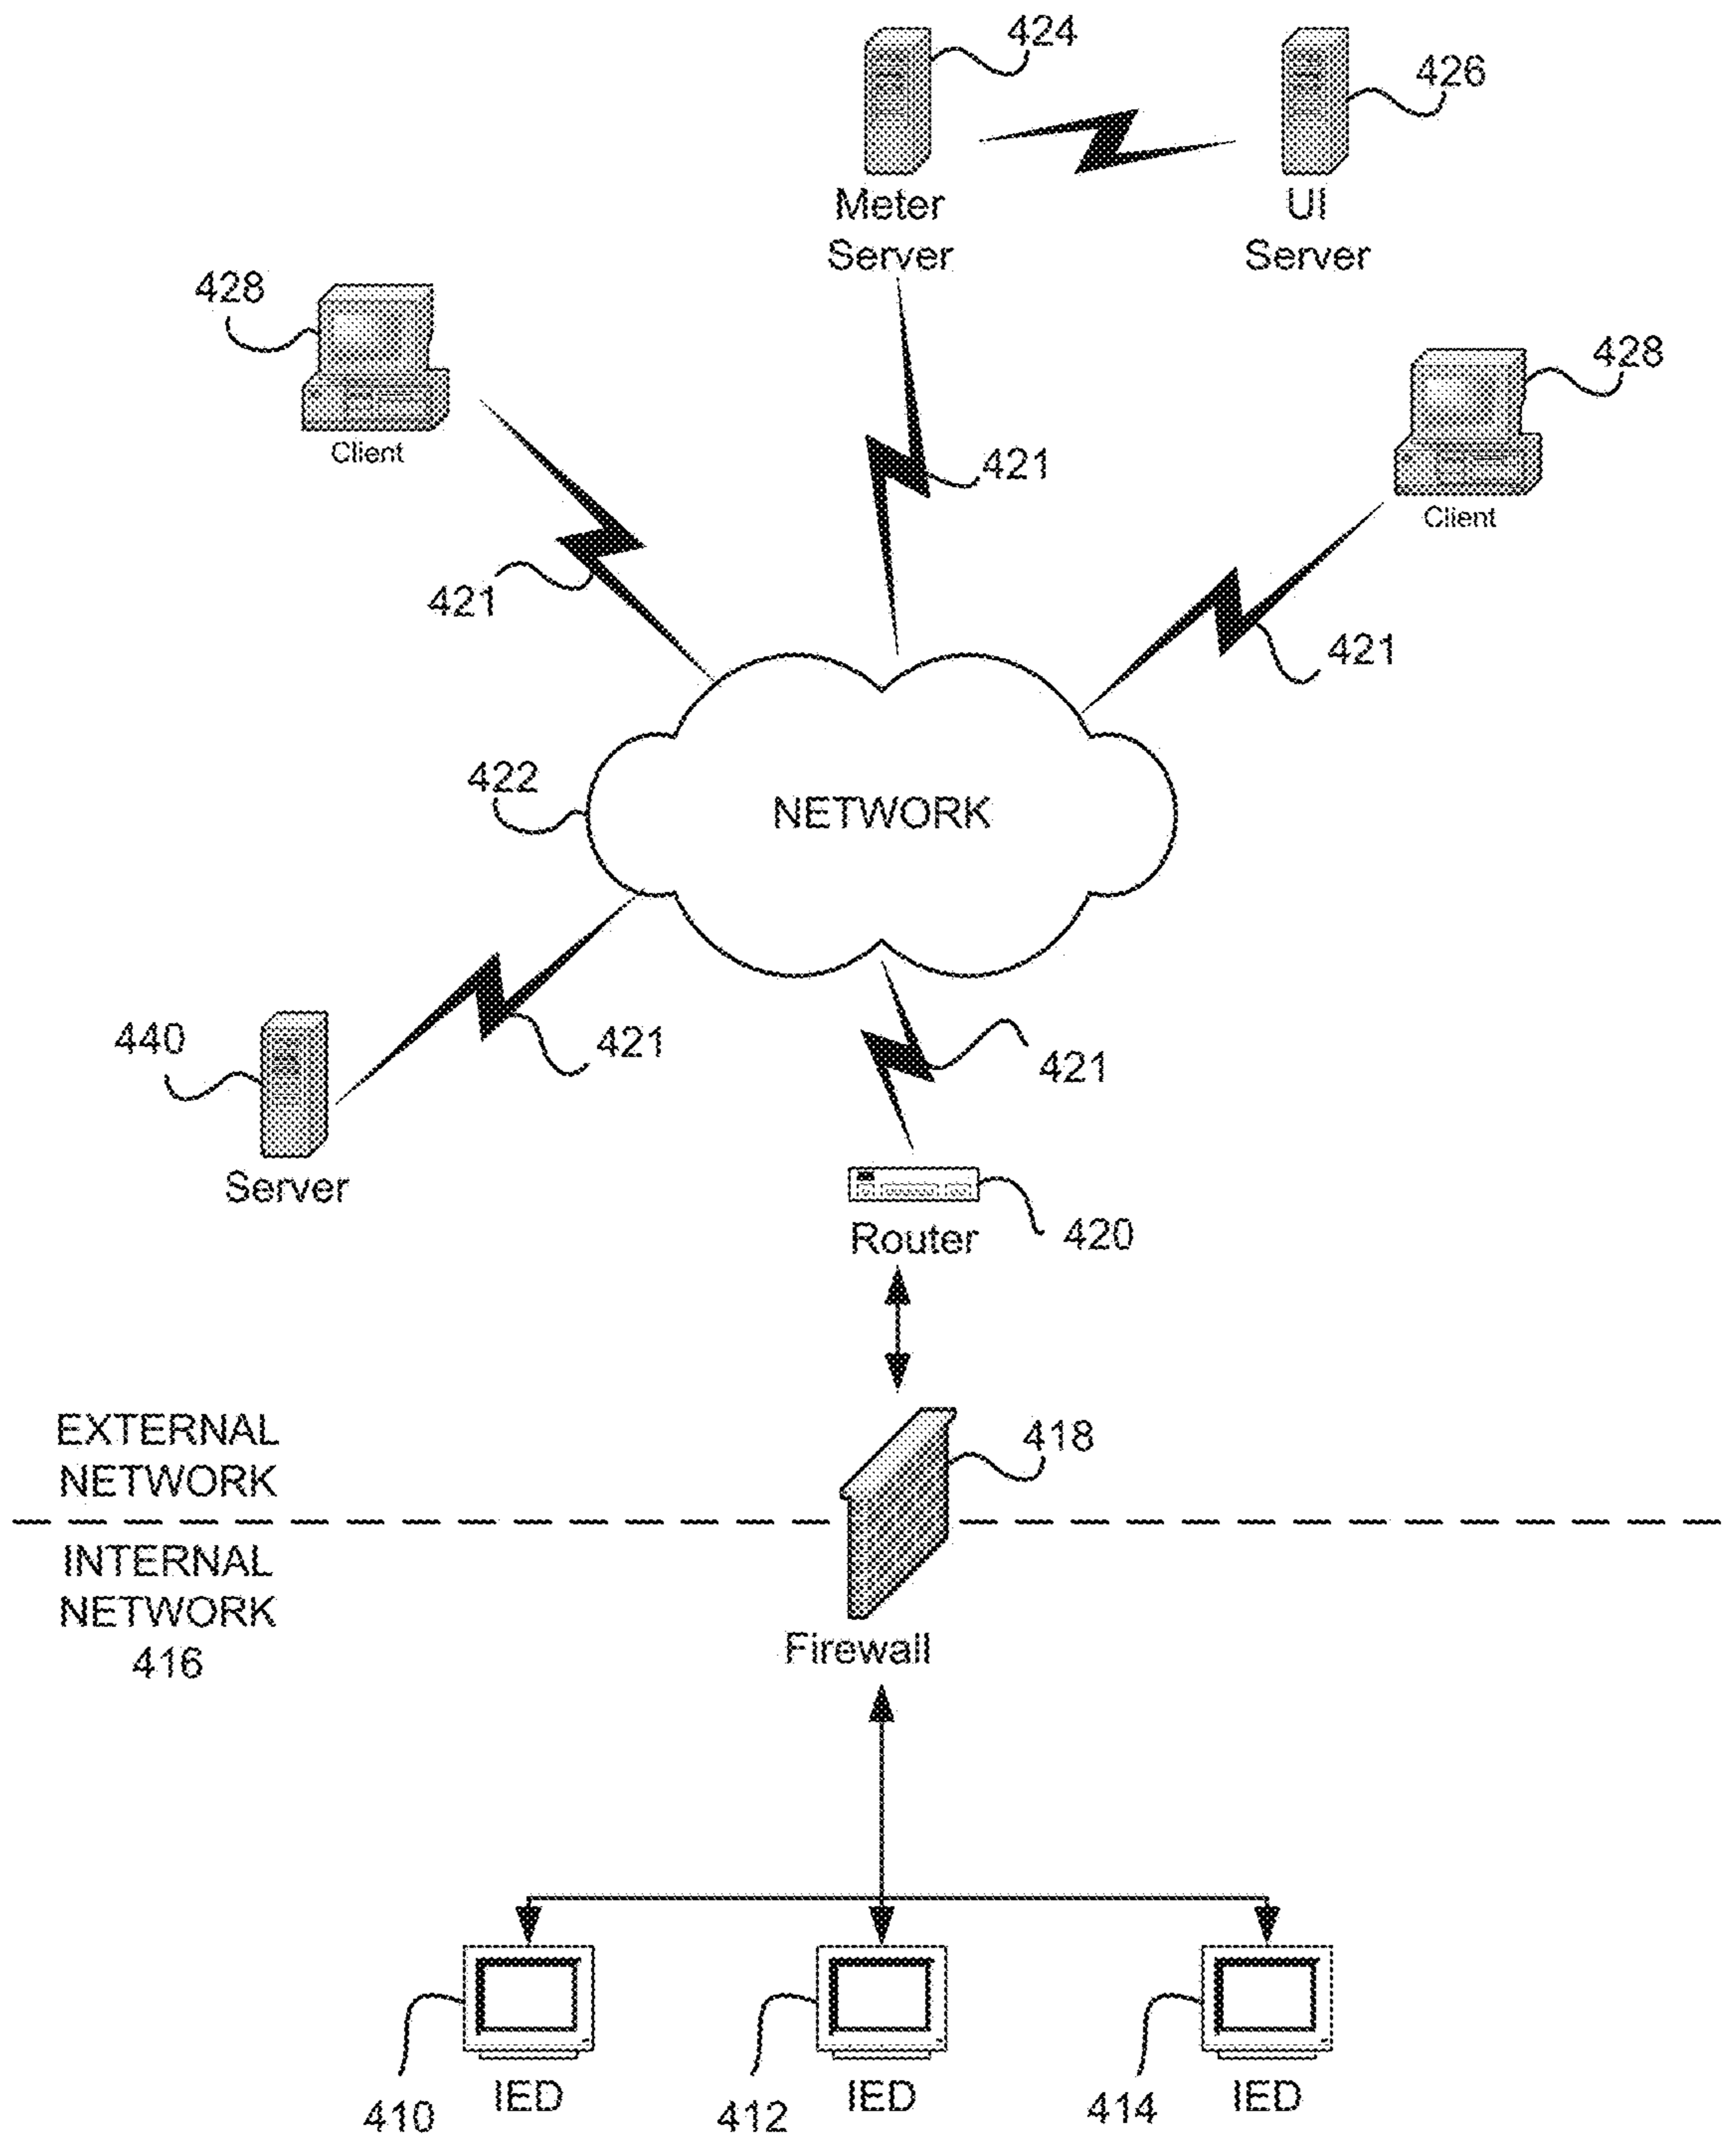 424
426
Meter
Server
UI
Server
428
Client
428
Client
421
421
421
422
NETWORK
440
Server
421
421
Router
420
EXTERNAL
NETWORK
418
INTERNAL
NETWORK
416
Firewall
410
IED
412
IED
414
IED